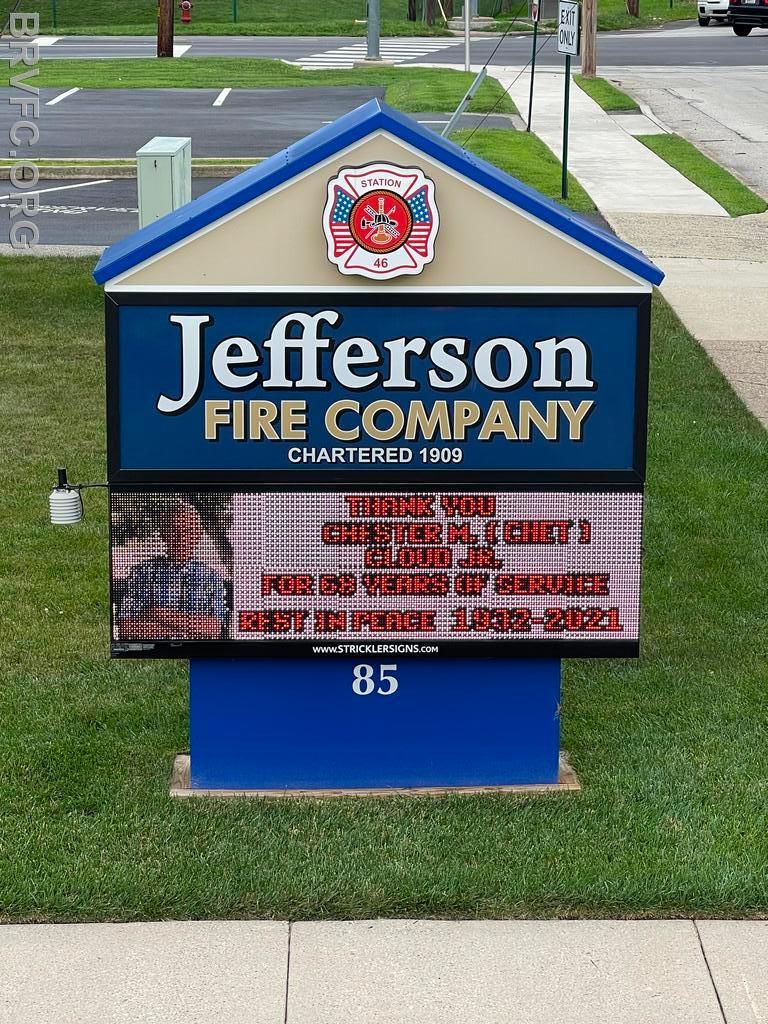 BRVFC.ORG
EXIT
ONLY
STATION
46
Jefferson
FIRE COMPANY
CHARTERED 1909
THANK YOU
CHESTER M. ( CHET )
CLOUD JR.
FOR YEARS OF SERVICE
REST IN PEACE 1932-2021
WWW.STRICKLERSIGNS.COM
85